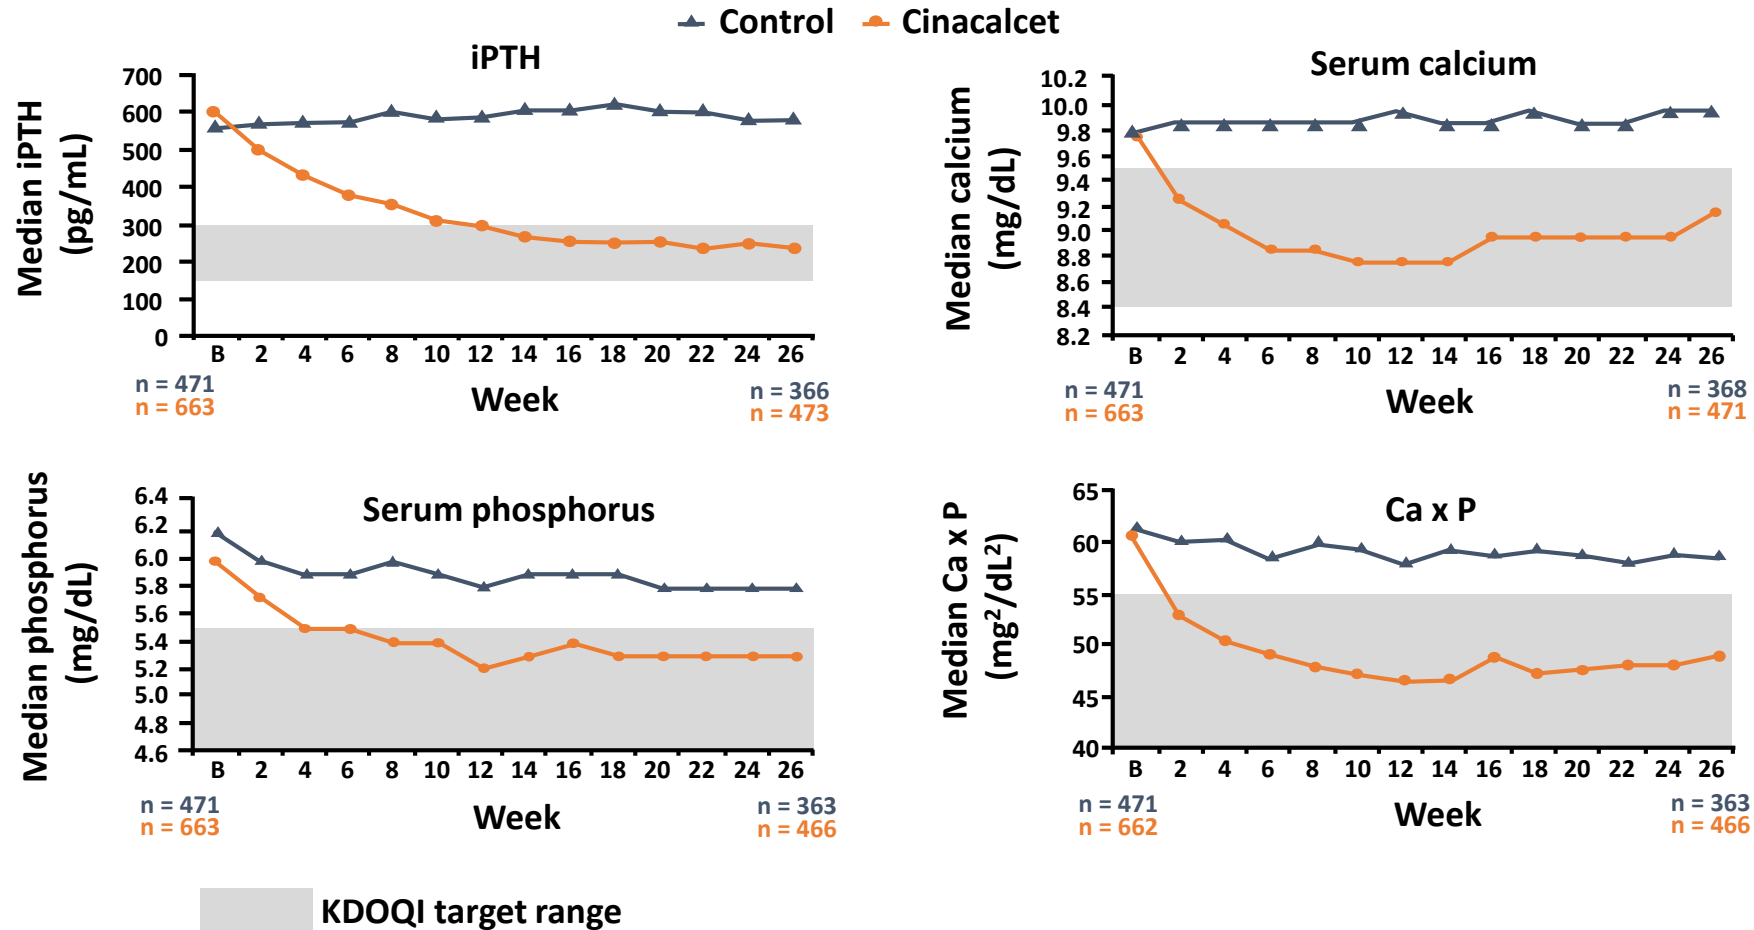 Control Cinacalcet
iPTH
Median iPTH
(pg/mL)
700
600
500
400
300
200
100
0
B 2 4 6 8 10 12 14 16 18 20 22 24 26
n = 471
n = 663
Week
n = 366
n = 473
Serum calcium
Median calcium
(mg/dL)
10.2
10.0
9.8
9.6
9.4
9.2
9.0
8.8
8.6
8.4
8.2
B 2 4 6 8 10 12 14 16 18 20 22 24 26
n = 471
n = 663
Week
n = 368
n = 471
Serum phosphorus
Median phosphorus
(mg/dL)
6.4
6.2
6.0
5.8
5.6
5.4
5.2
5.0
4.8
4.6
B 2 4 6 8 10 12 14 16 18 20 22 24 26
n = 471
n = 663
Week
n = 363
n = 466
Ca x P
Median Ca x P
(mg²/dL²)
65
60
55
50
45
40
B 2 4 6 8 10 12 14 16 18 20 22 24 26
n = 471
n = 662
Week
n = 363
n = 466
KDOQI target range